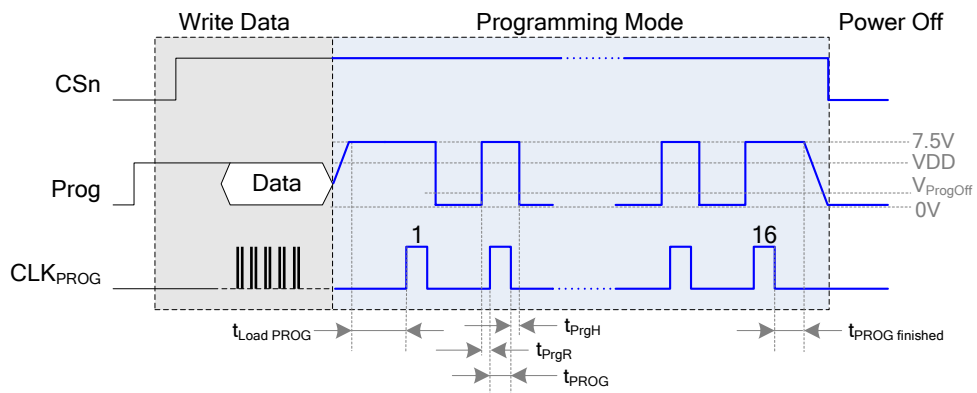 Write Data Programming Mode Power Off
CSn
7.5V
VDD
Prog Data
VProgOff
0V
1 16
CLKPROG
tLoad PROG tPrgH tPROG finished
tPrgR
tPROG